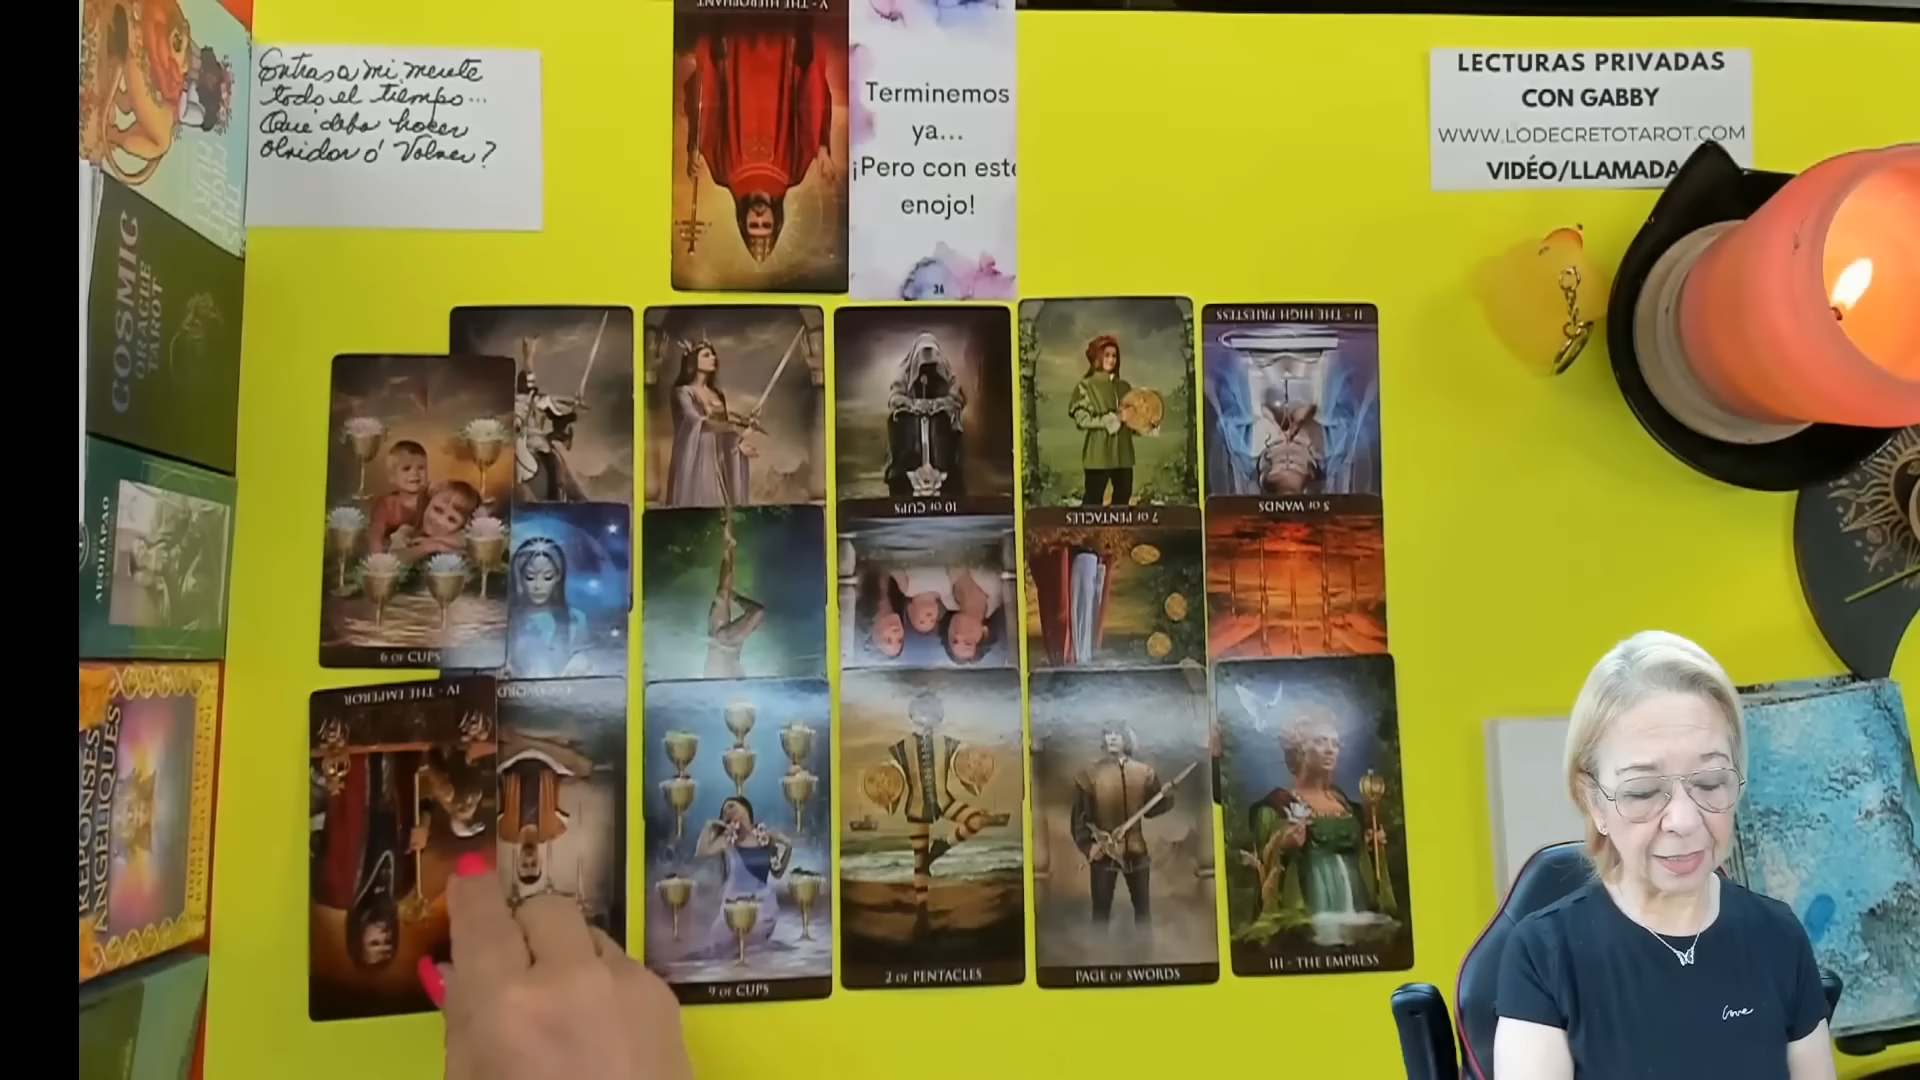 Entras a mi mente
todo el tiempo...
Qué debo hacer
olvidar ó Volver?
V - THE HIEROPHANT
Terminemos
ya...
¡Pero con este
enojo!
36
LECTURAS PRIVADAS
CON GABBY
WWW.LODECRETOTAROT.COM
VIDÉO/LLAMADA
COSMIC
ORACLE
TAROT
II - THE HIGH PRIESTESS
10 OF CUPS
7 OF PENTACLES
6 OF CUPS
IV - THE EMPEROR
9 OF CUPS
2 OF PENTACLES
PAGE OF SWORDS
III - THE EMPRESS
RÉPONSES
ANGÉLIQUES
Love